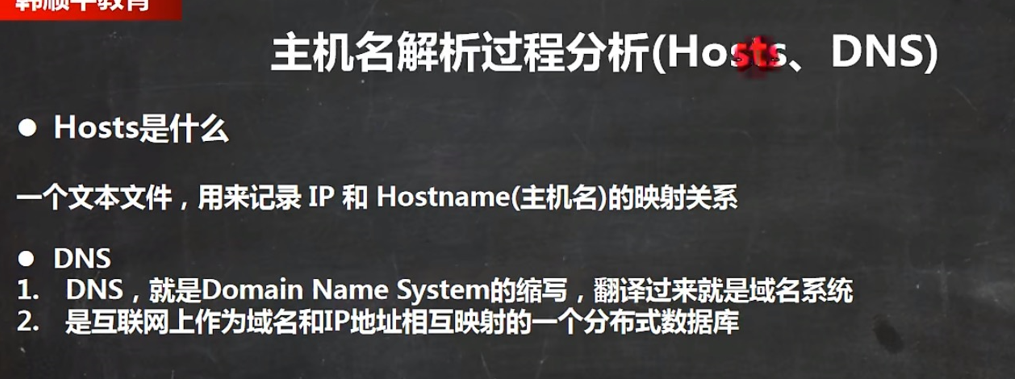 韩顺平教育
主机名解析过程分析(Hosts、DNS)
● Hosts是什么
一个文本文件，用来记录 IP 和 Hostname(主机名)的映射关系
● DNS
1. DNS，就是Domain Name System的缩写，翻译过来就是域名系统
2. 是互联网上作为域名和IP地址相互映射的一个分布式数据库